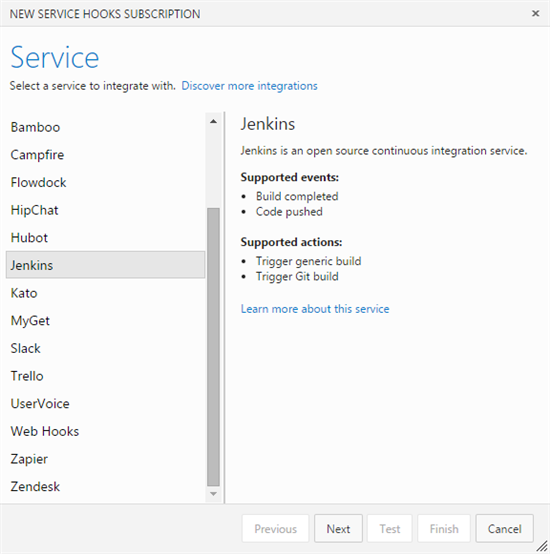 NEW SERVICE HOOKS SUBSCRIPTION
Service
Select a service to integrate with. Discover more integrations
Bamboo
Campfire
Flowdock
HipChat
Hubot
Jenkins
Kato
MyGet
Slack
Trello
UserVoice
Web Hooks
Zapier
Zendesk
Jenkins
Jenkins is an open source continuous integration service.
Supported events:
• Build completed
• Code pushed
Supported actions:
• Trigger generic build
• Trigger Git build
Learn more about this service
Previous Next Test Finish Cancel